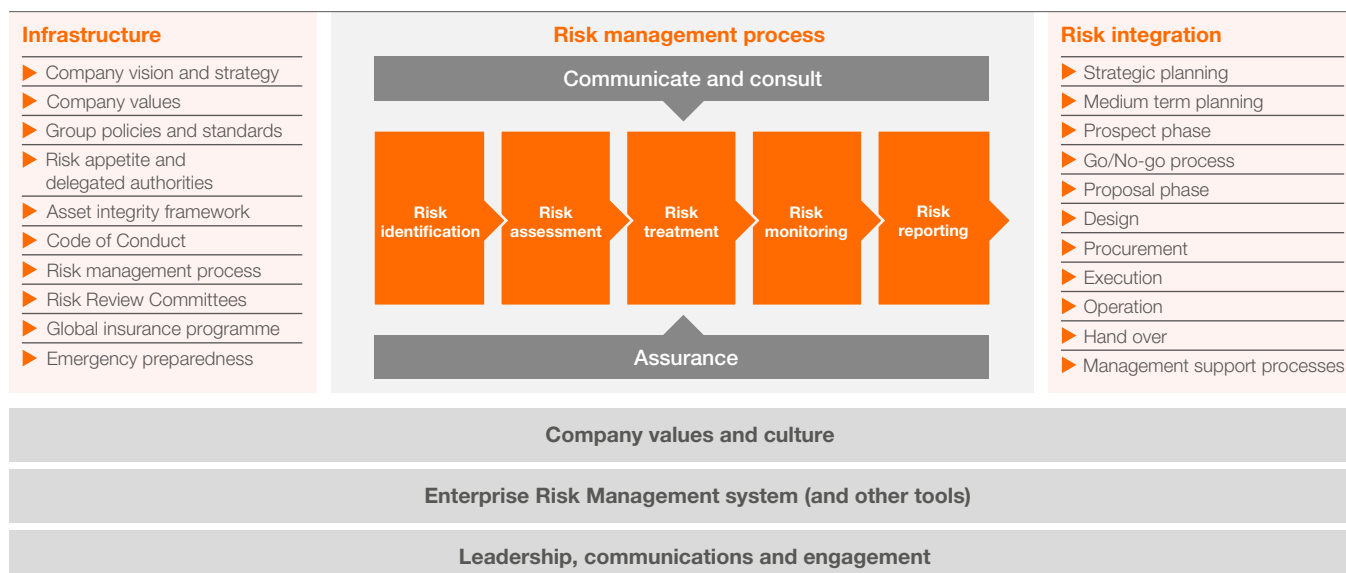 Infrastructure
Company vision and strategy
Company values
Group policies and standards
Risk appetite and
delegated authorities
Asset integrity framework
Code of Conduct
Risk management process
Risk Review Committees
Global insurance programme
Emergency preparedness
Risk management process
Communicate and consult
Risk
identification
Risk
assessment
Risk
treatment
Risk
monitoring
Risk
reporting
Assurance
Risk integration
Strategic planning
Medium term planning
Prospect phase
Go/No-go process
Proposal phase
Design
Procurement
Execution
Operation
Hand over
Management support processes
Company values and culture
Enterprise Risk Management system (and other tools)
Leadership, communications and engagement